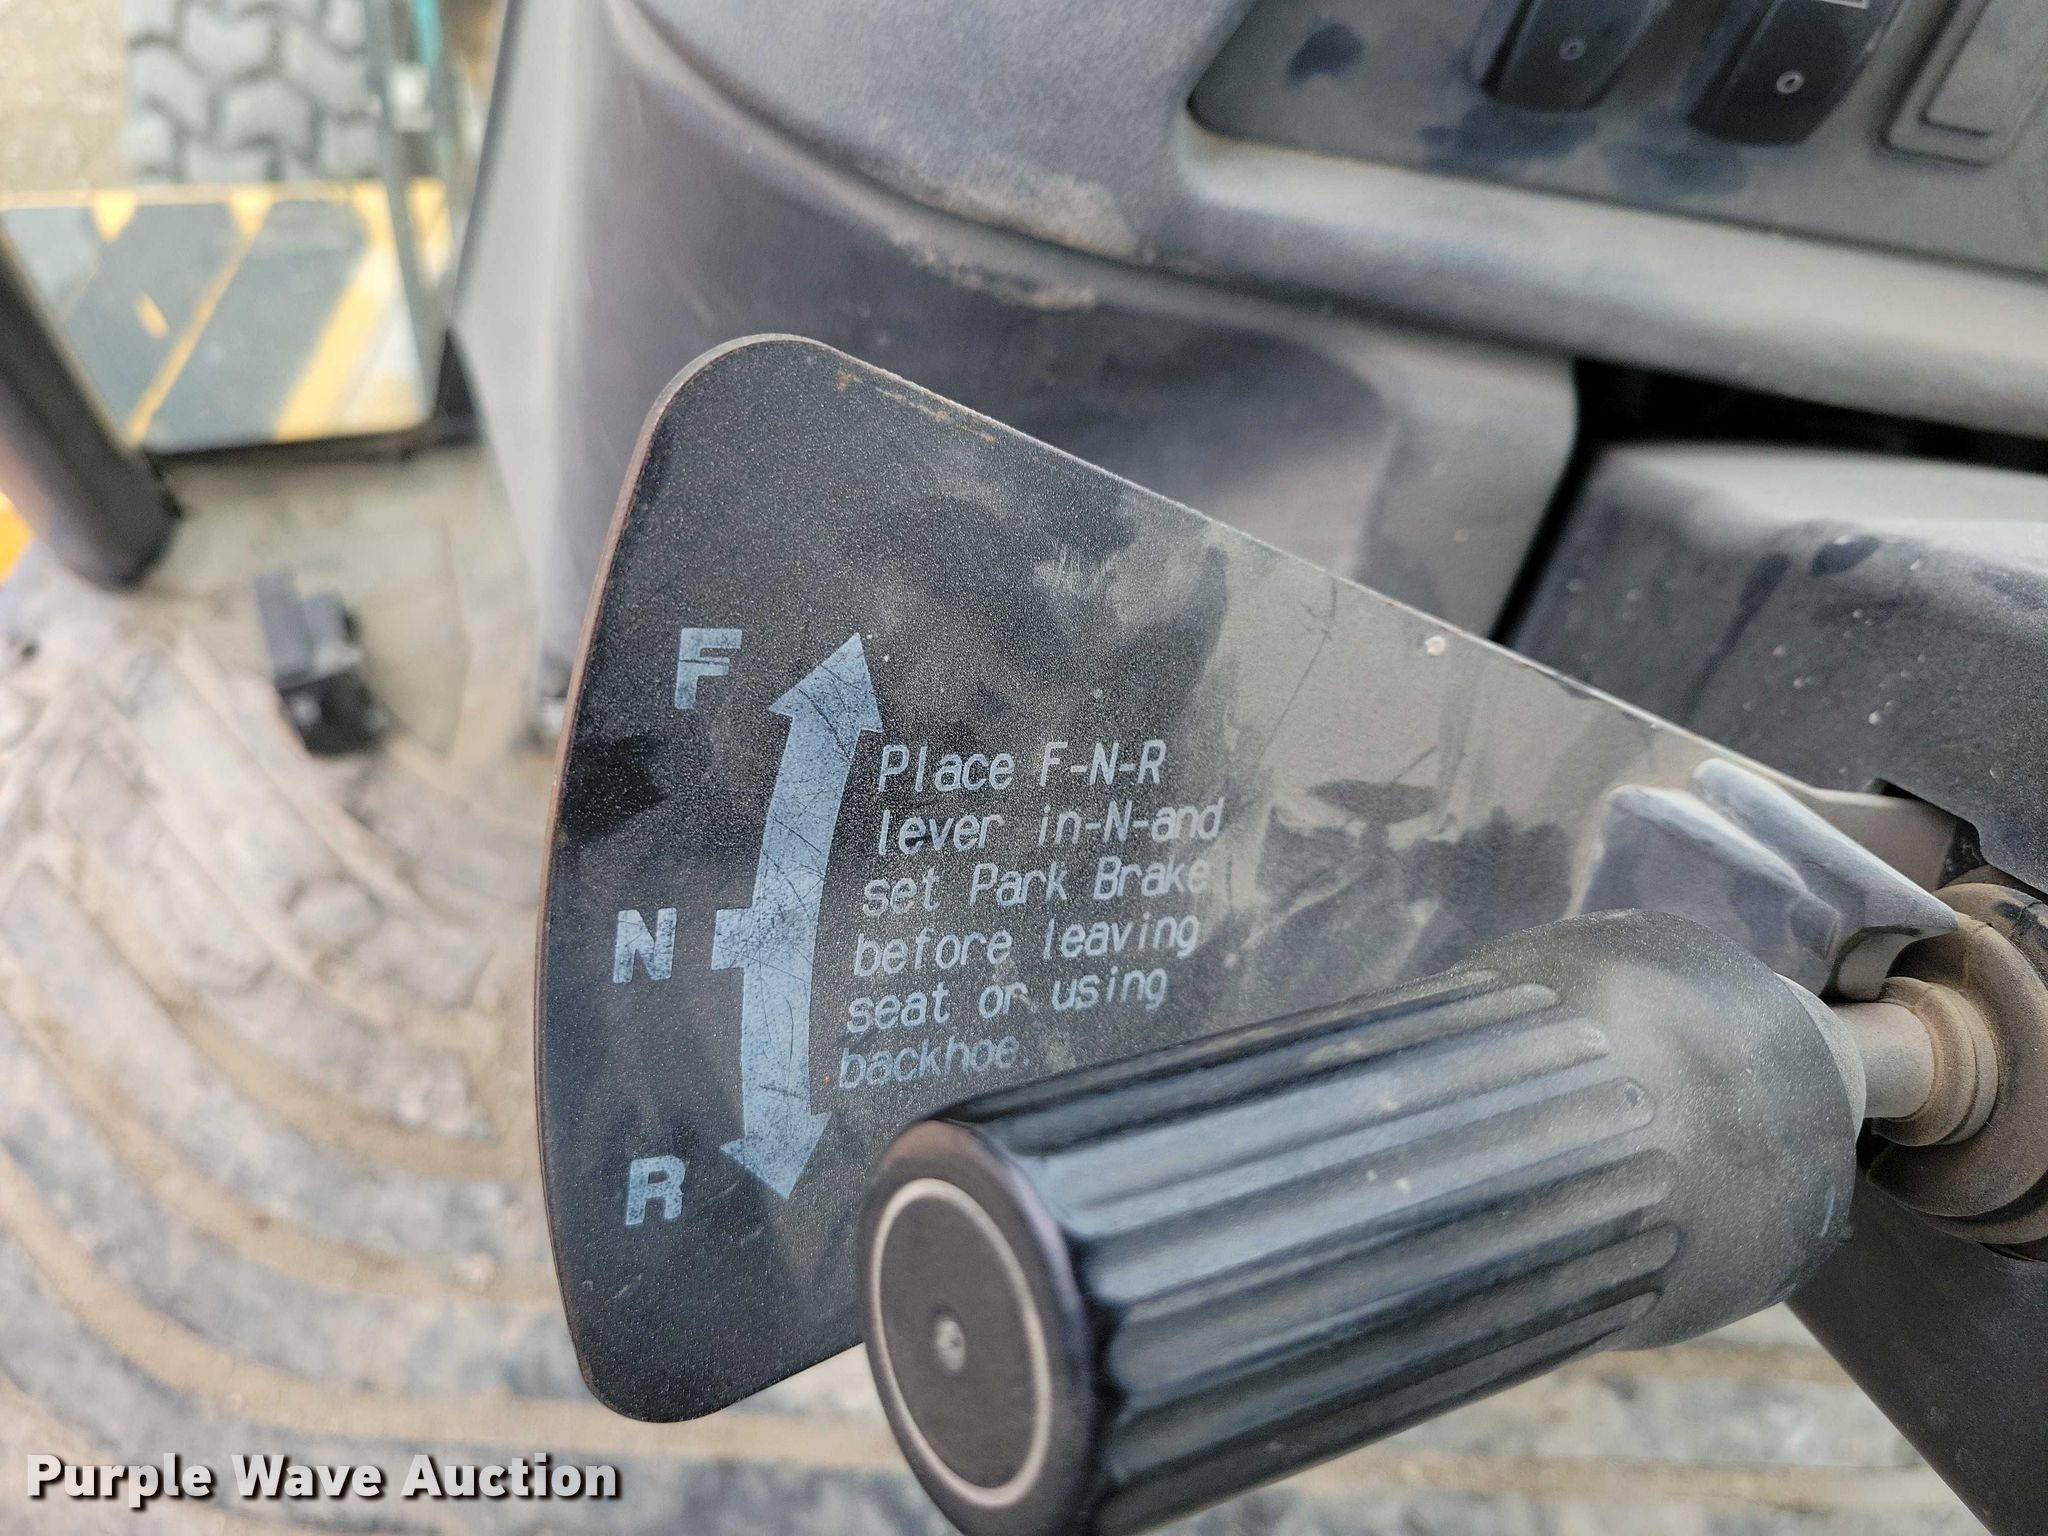 F
N
R
Place F-N-R
lever in-N-and
set Park Brake
before leaving
seat or using
backhoe.
Purple Wave Auction